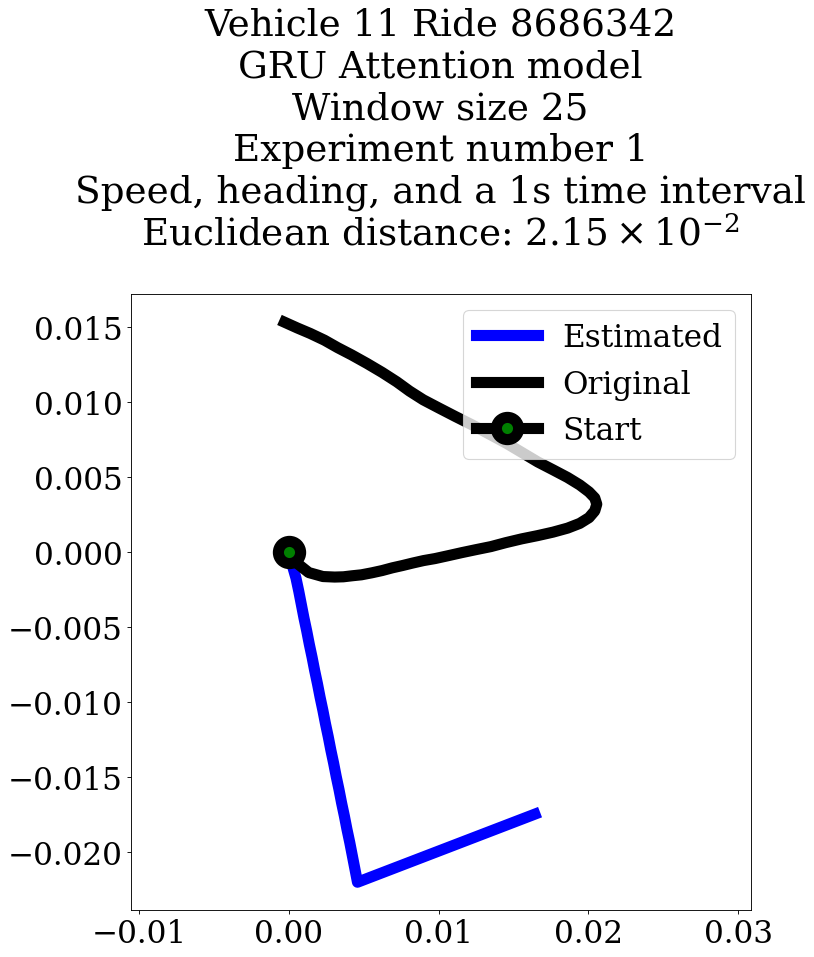 Vehicle 11 Ride 8686342
GRU Attention model
Window size 25
Experiment number 1
Speed, heading, and a 1s time interval
Euclidean distance: 2.15 × 10⁻²
Estimated
Original
Start
0.015
0.010
0.005
0.000
−0.005
−0.010
−0.015
−0.020
−0.01 0.00 0.01 0.02 0.03